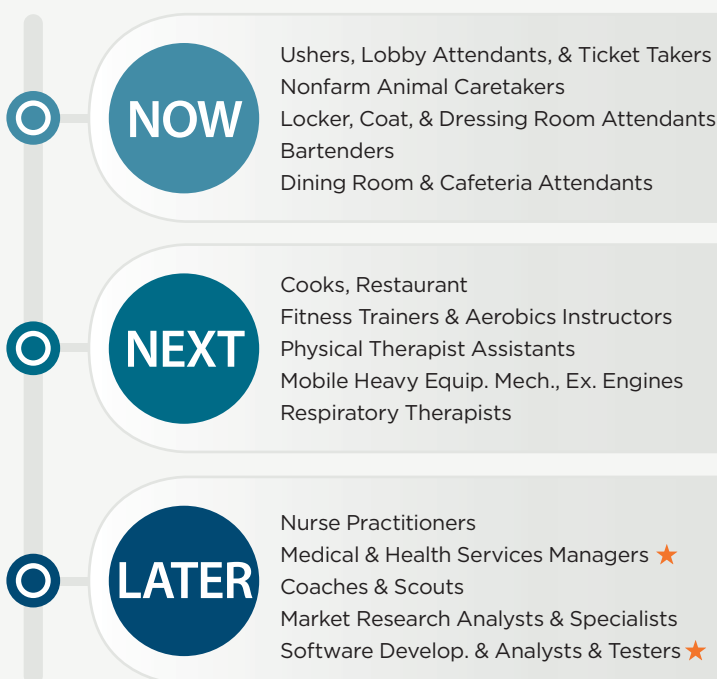 NOW
Ushers, Lobby Attendants, & Ticket Takers
Nonfarm Animal Caretakers
Locker, Coat, & Dressing Room Attendants
Bartenders
Dining Room & Cafeteria Attendants
NEXT
Cooks, Restaurant
Fitness Trainers & Aerobics Instructors
Physical Therapist Assistants
Mobile Heavy Equip. Mech., Ex. Engines
Respiratory Therapists
LATER
Nurse Practitioners
Medical & Health Services Managers ★
Coaches & Scouts
Market Research Analysts & Specialists
Software Develop. & Analysts & Testers ★